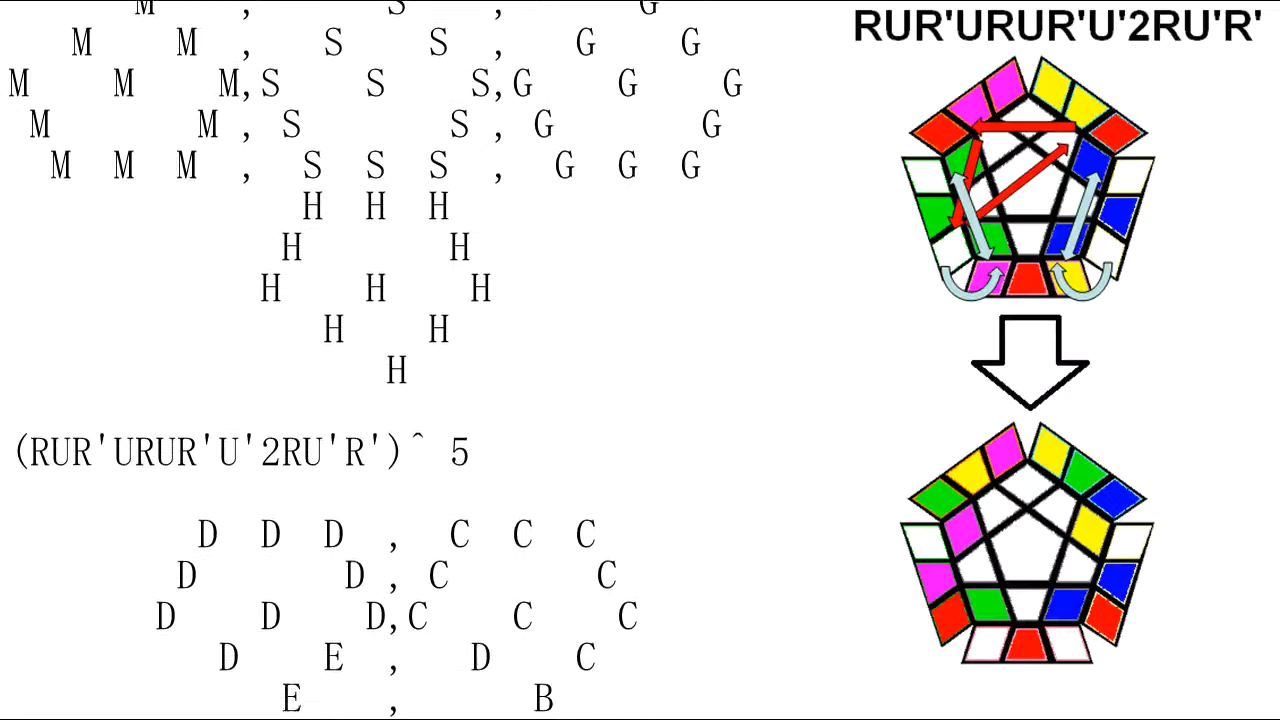 M , S , G
M M , S S , G G
M M M,S S S,G G G
M M , S S , G G
M M M , S S S , G G G
H H H
H H
H H H
H H
H
(RUR'URUR'U'2RU'R')^ 5
D D D , C C C
D D , C C
D D D,C C C
D E , D C
E , B
RUR'URUR'U'2RU'R'